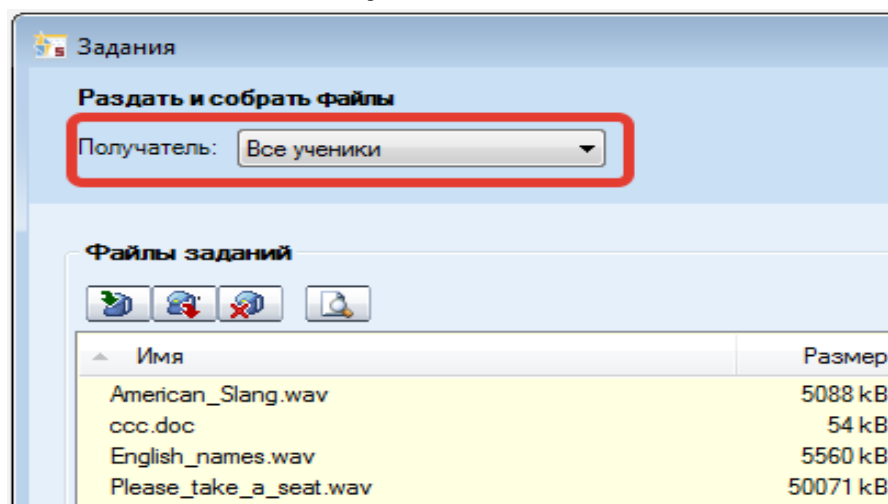 Задания
Раздать и собрать файлы
Получатель: Все ученики
Файлы заданий
Имя Размер
American_Slang.wav 5088 kB
ccc.doc 54 kB
English_names.wav 5560 kB
Please_take_a_seat.wav 50071 kB